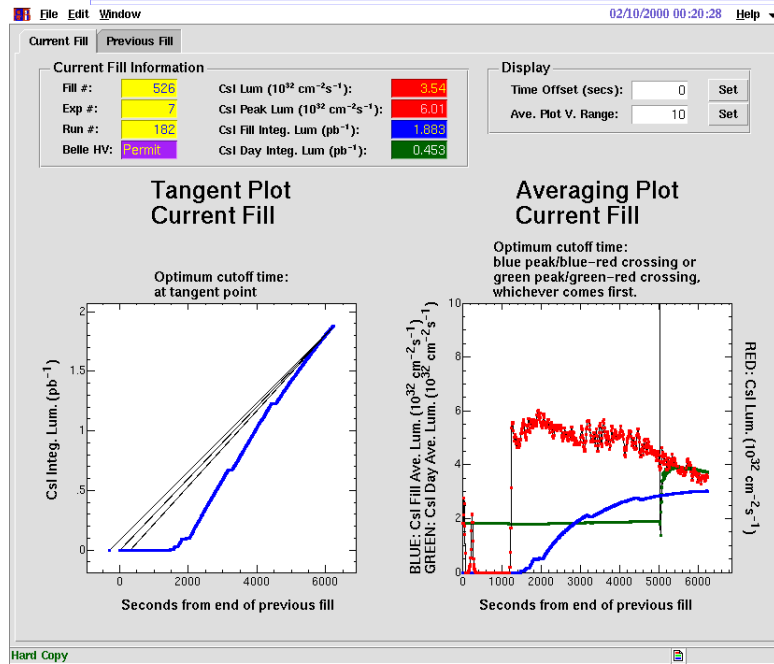 File Edit Window 02/10/2000 00:20:28 Help
Current Fill Previous Fill
Current Fill Information
Fill #: 526
Exp #: 7
Run #: 182
Belle HV: Permit
CsI Lum (10³² cm⁻²s⁻¹): 3.54
CsI Peak Lum (10³² cm⁻²s⁻¹): 6.01
CsI Fill Integ. Lum (pb⁻¹): 1.883
CsI Day Integ. Lum (pb⁻¹): 0.453
Display
Time Offset (secs): 0 Set
Ave. Plot V. Range: 10 Set
Tangent Plot
Current Fill
Optimum cutoff time:
at tangent point
CsI Integ. Lum. (pb⁻¹)
2
1.5
1
.5
0
0 2000 4000 6000
Seconds from end of previous fill
Averaging Plot
Current Fill
Optimum cutoff time:
blue peak/blue-red crossing or
green peak/green-red crossing,
whichever comes first.
BLUE: CsI Fill Ave. Lum. (10³² cm⁻²s⁻¹)
GREEN: CsI Day Ave. Lum. (10³² cm⁻²s⁻¹)
10
8
6
4
2
0
0 1000 2000 3000 4000 5000 6000
Seconds from end of previous fill
RED: CsI Lum. (10³² cm⁻²s⁻¹)
Hard Copy